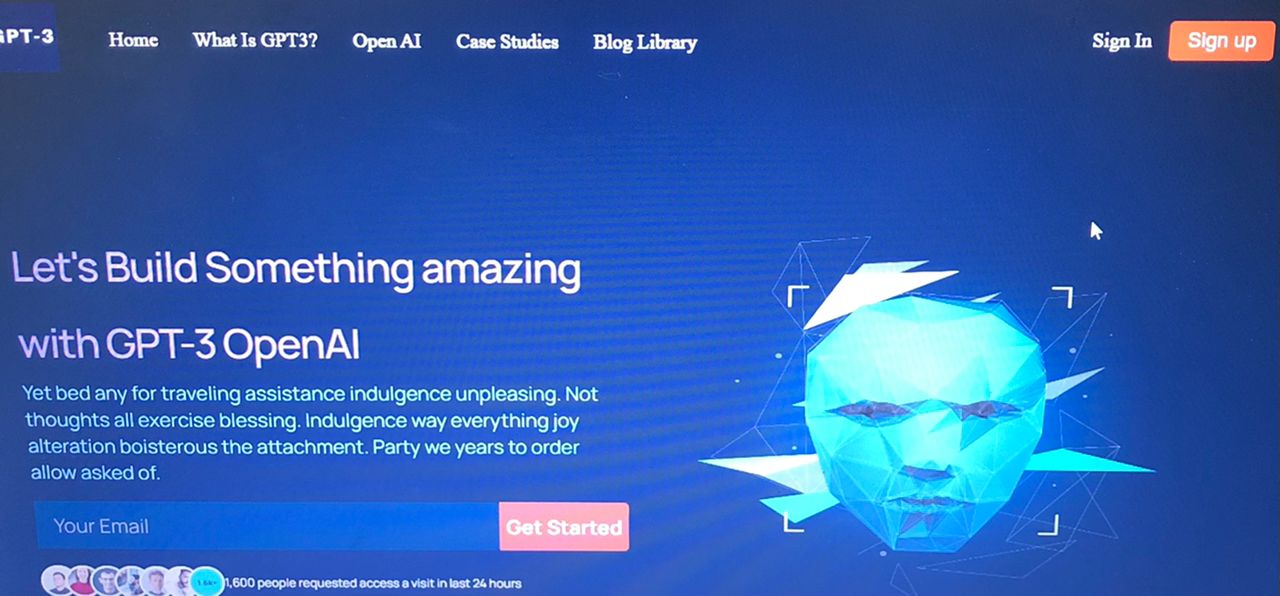 GPT-3
Home What Is GPT3? Open AI Case Studies Blog Library Sign In Sign up
Let's Build Something amazing
with GPT-3 OpenAI
Yet bed any for traveling assistance indulgence unpleasing. Not
thoughts all exercise blessing. Indulgence way everything joy
alteration boisterous the attachment. Party we years to order
allow asked of.
Your Email Get Started
1,600 people requested access a visit in last 24 hours